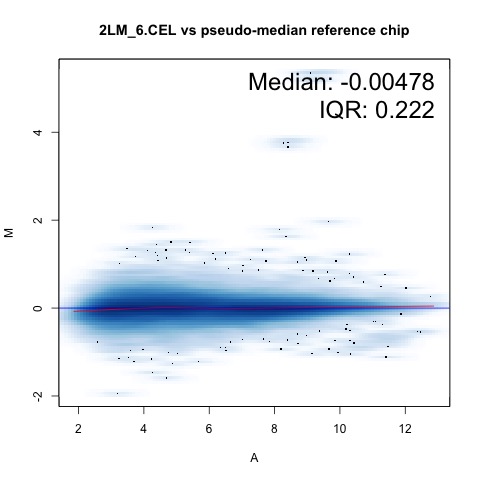 2LM_6.CEL vs pseudo-median reference chip
Median: -0.00478
IQR: 0.222
M
4
2
0
-2
2 4 6 8 10 12
A